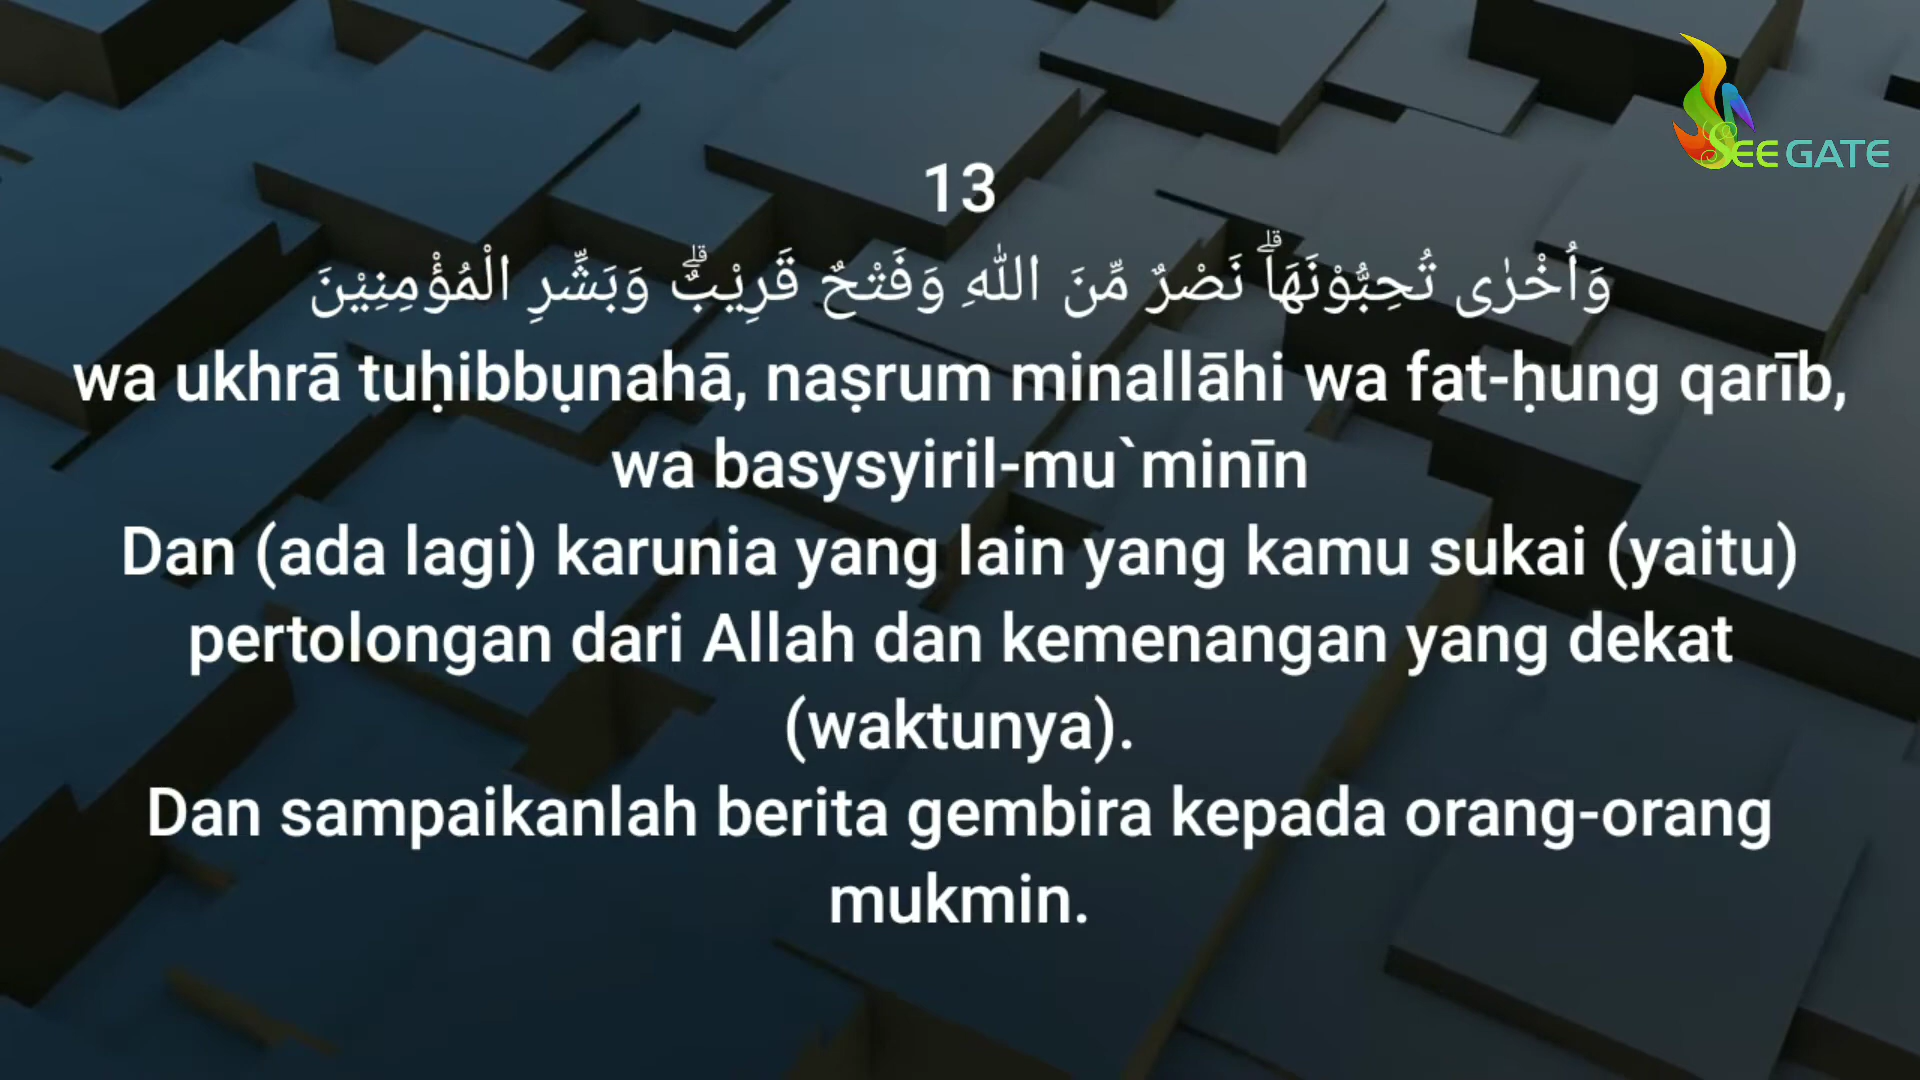 SEE GATE
13
وَأُخْرٰى تُحِبُّوْنَهَاۗ نَصْرٌ مِّنَ اللّٰهِ وَفَتْحٌ قَرِيْبٌۗ وَبَشِّرِ الْمُؤْمِنِيْنَ
wa ukhrā tuḥibbụnahā, naṣrum minallāhi wa fat-ḥung qarīb,
wa basysyiril-mu`minīn
Dan (ada lagi) karunia yang lain yang kamu sukai (yaitu)
pertolongan dari Allah dan kemenangan yang dekat
(waktunya).
Dan sampaikanlah berita gembira kepada orang-orang
mukmin.